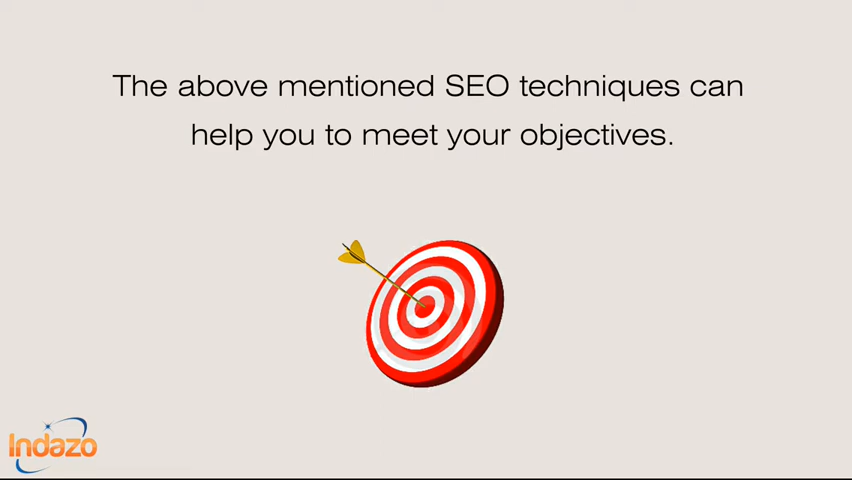 The above mentioned SEO techniques can
help you to meet your objectives.
Indazo